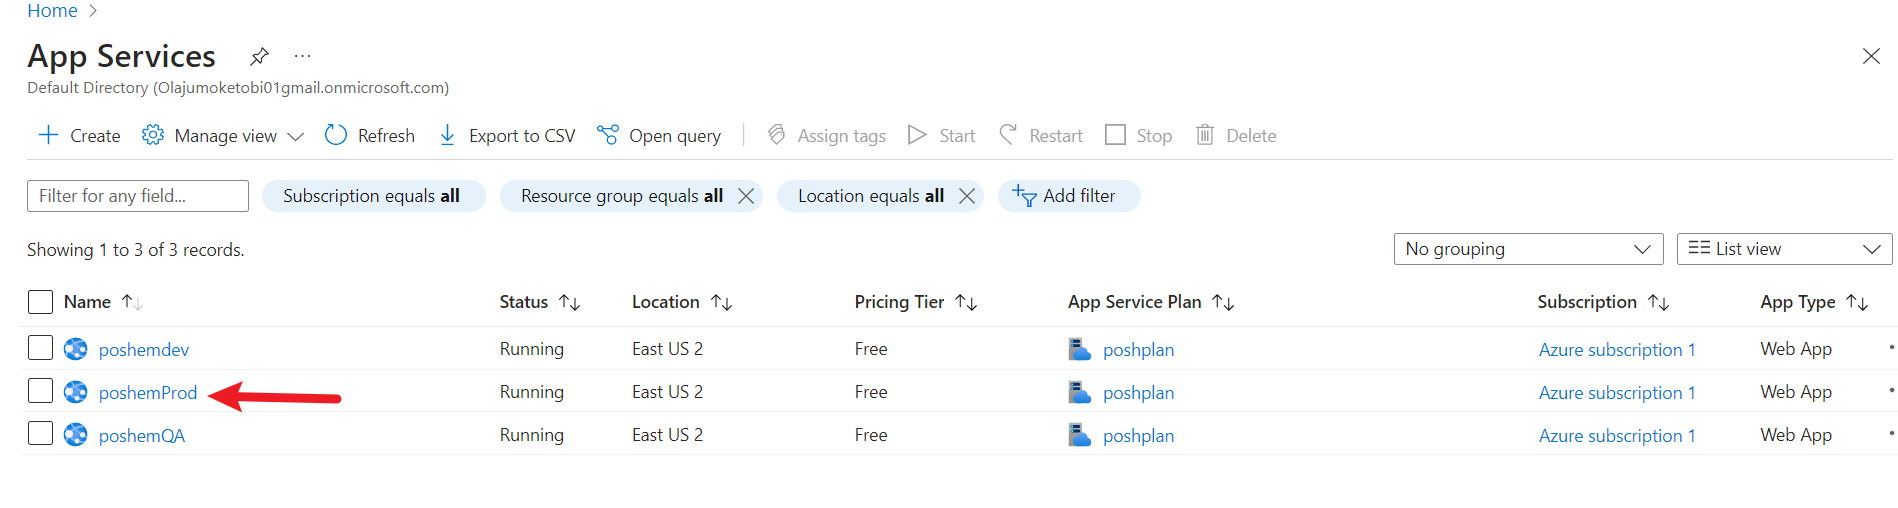 Home
App Services
Default Directory (Olajumoketobi01gmail.onmicrosoft.com)
Create Manage view Refresh Export to CSV Open query Assign tags Start Restart Stop Delete
Filter for any field... Subscription equals all Resource group equals all Location equals all Add filter
Showing 1 to 3 of 3 records. No grouping List view
Name Status Location Pricing Tier App Service Plan Subscription App Type
poshemdev Running East US 2 Free poshplan Azure subscription 1 Web App
poshemProd Running East US 2 Free poshplan Azure subscription 1 Web App
poshemQA Running East US 2 Free poshplan Azure subscription 1 Web App